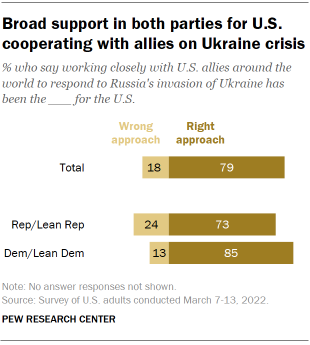 Broad support in both parties for U.S.
cooperating with allies on Ukraine crisis
% who say working closely with U.S. allies around the
world to respond to Russia's invasion of Ukraine has
been the ___ for the U.S.
Wrong approach Right approach
Total 18 79
Rep/Lean Rep 24 73
Dem/Lean Dem 13 85
Note: No answer responses not shown.
Source: Survey of U.S. adults conducted March 7-13, 2022.
PEW RESEARCH CENTER